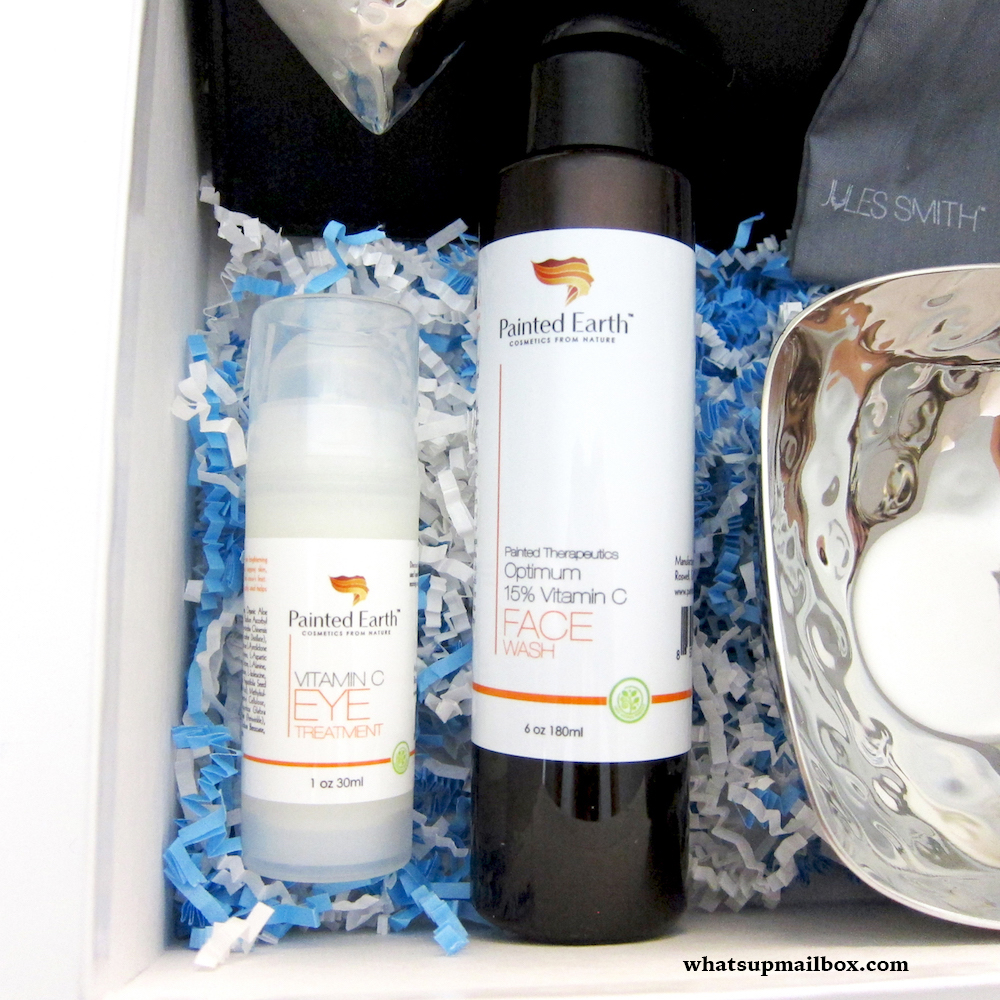 JULES SMITH™
Painted Earth™
COSMETICS FROM NATURE
Painted Therapeutics
Optimum
15% Vitamin C
FACE
WASH
6 oz 180ml
Painted Earth™
COSMETICS FROM NATURE
VITAMIN C
EYE
TREATMENT
1 oz 30ml
whatsupmailbox.com